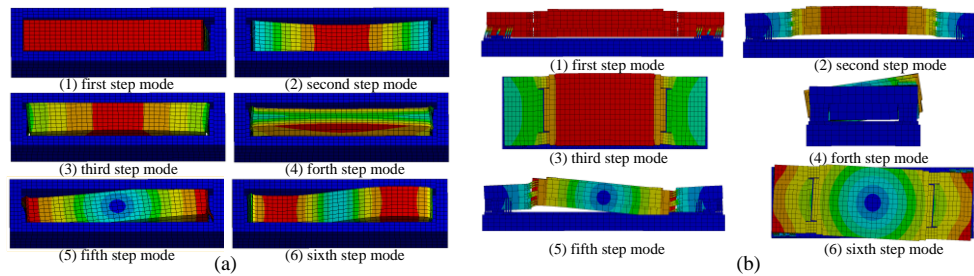 (1) first step mode
(2) second step mode
(3) third step mode
(4) forth step mode
(5) fifth step mode
(6) sixth step mode
(a)
(1) first step mode
(2) second step mode
(3) third step mode
(4) forth step mode
(5) fifth step mode
(6) sixth step mode
(b)